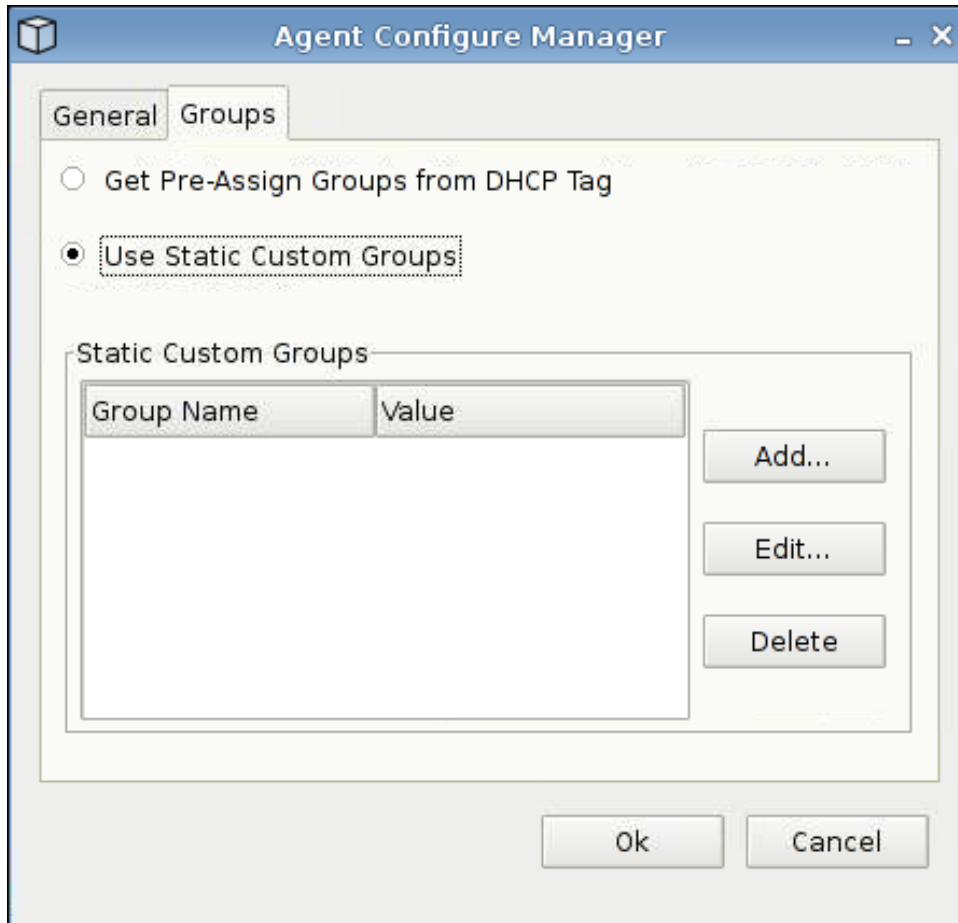 Agent Configure Manager
General Groups
Get Pre-Assign Groups from DHCP Tag
Use Static Custom Groups
Static Custom Groups
Group Name Value
Add...
Edit...
Delete
Ok Cancel